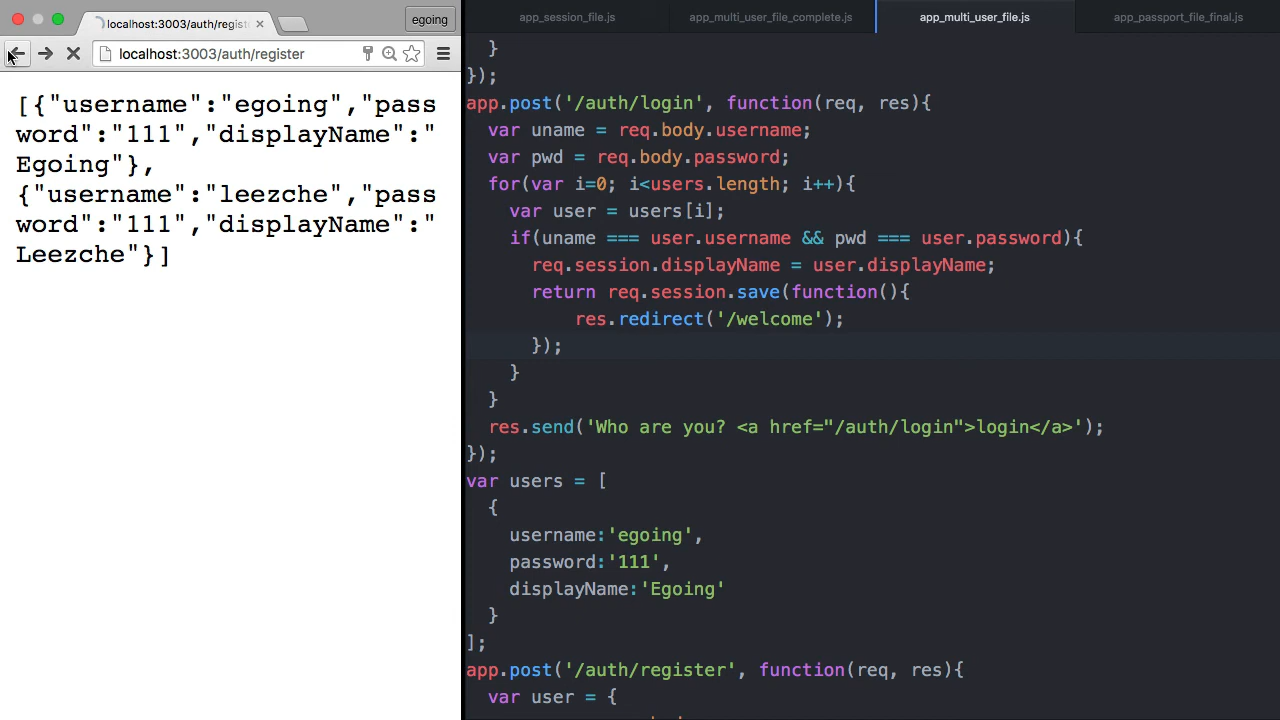 localhost:3003/auth/regist
egoing
localhost:3003/auth/register
[{"username":"egoing","pass
word":"111","displayName":"
Egoing"},
{"username":"leezche","pass
word":"111","displayName":"
Leezche"}]
app_session_file.js
app_multi_user_file_complete.js
app_multi_user_file.js
app_passport_file_final.js
}
});
app.post('/auth/login', function(req, res){
var uname = req.body.username;
var pwd = req.body.password;
for(var i=0; i<users.length; i++){
var user = users[i];
if(uname === user.username && pwd === user.password){
req.session.displayName = user.displayName;
return req.session.save(function(){
res.redirect('/welcome');
});
}
}
res.send('Who are you? <a href="/auth/login">login</a>');
});
var users = [
{
username:'egoing',
password:'111',
displayName:'Egoing'
}
];
app.post('/auth/register', function(req, res){
var user = {